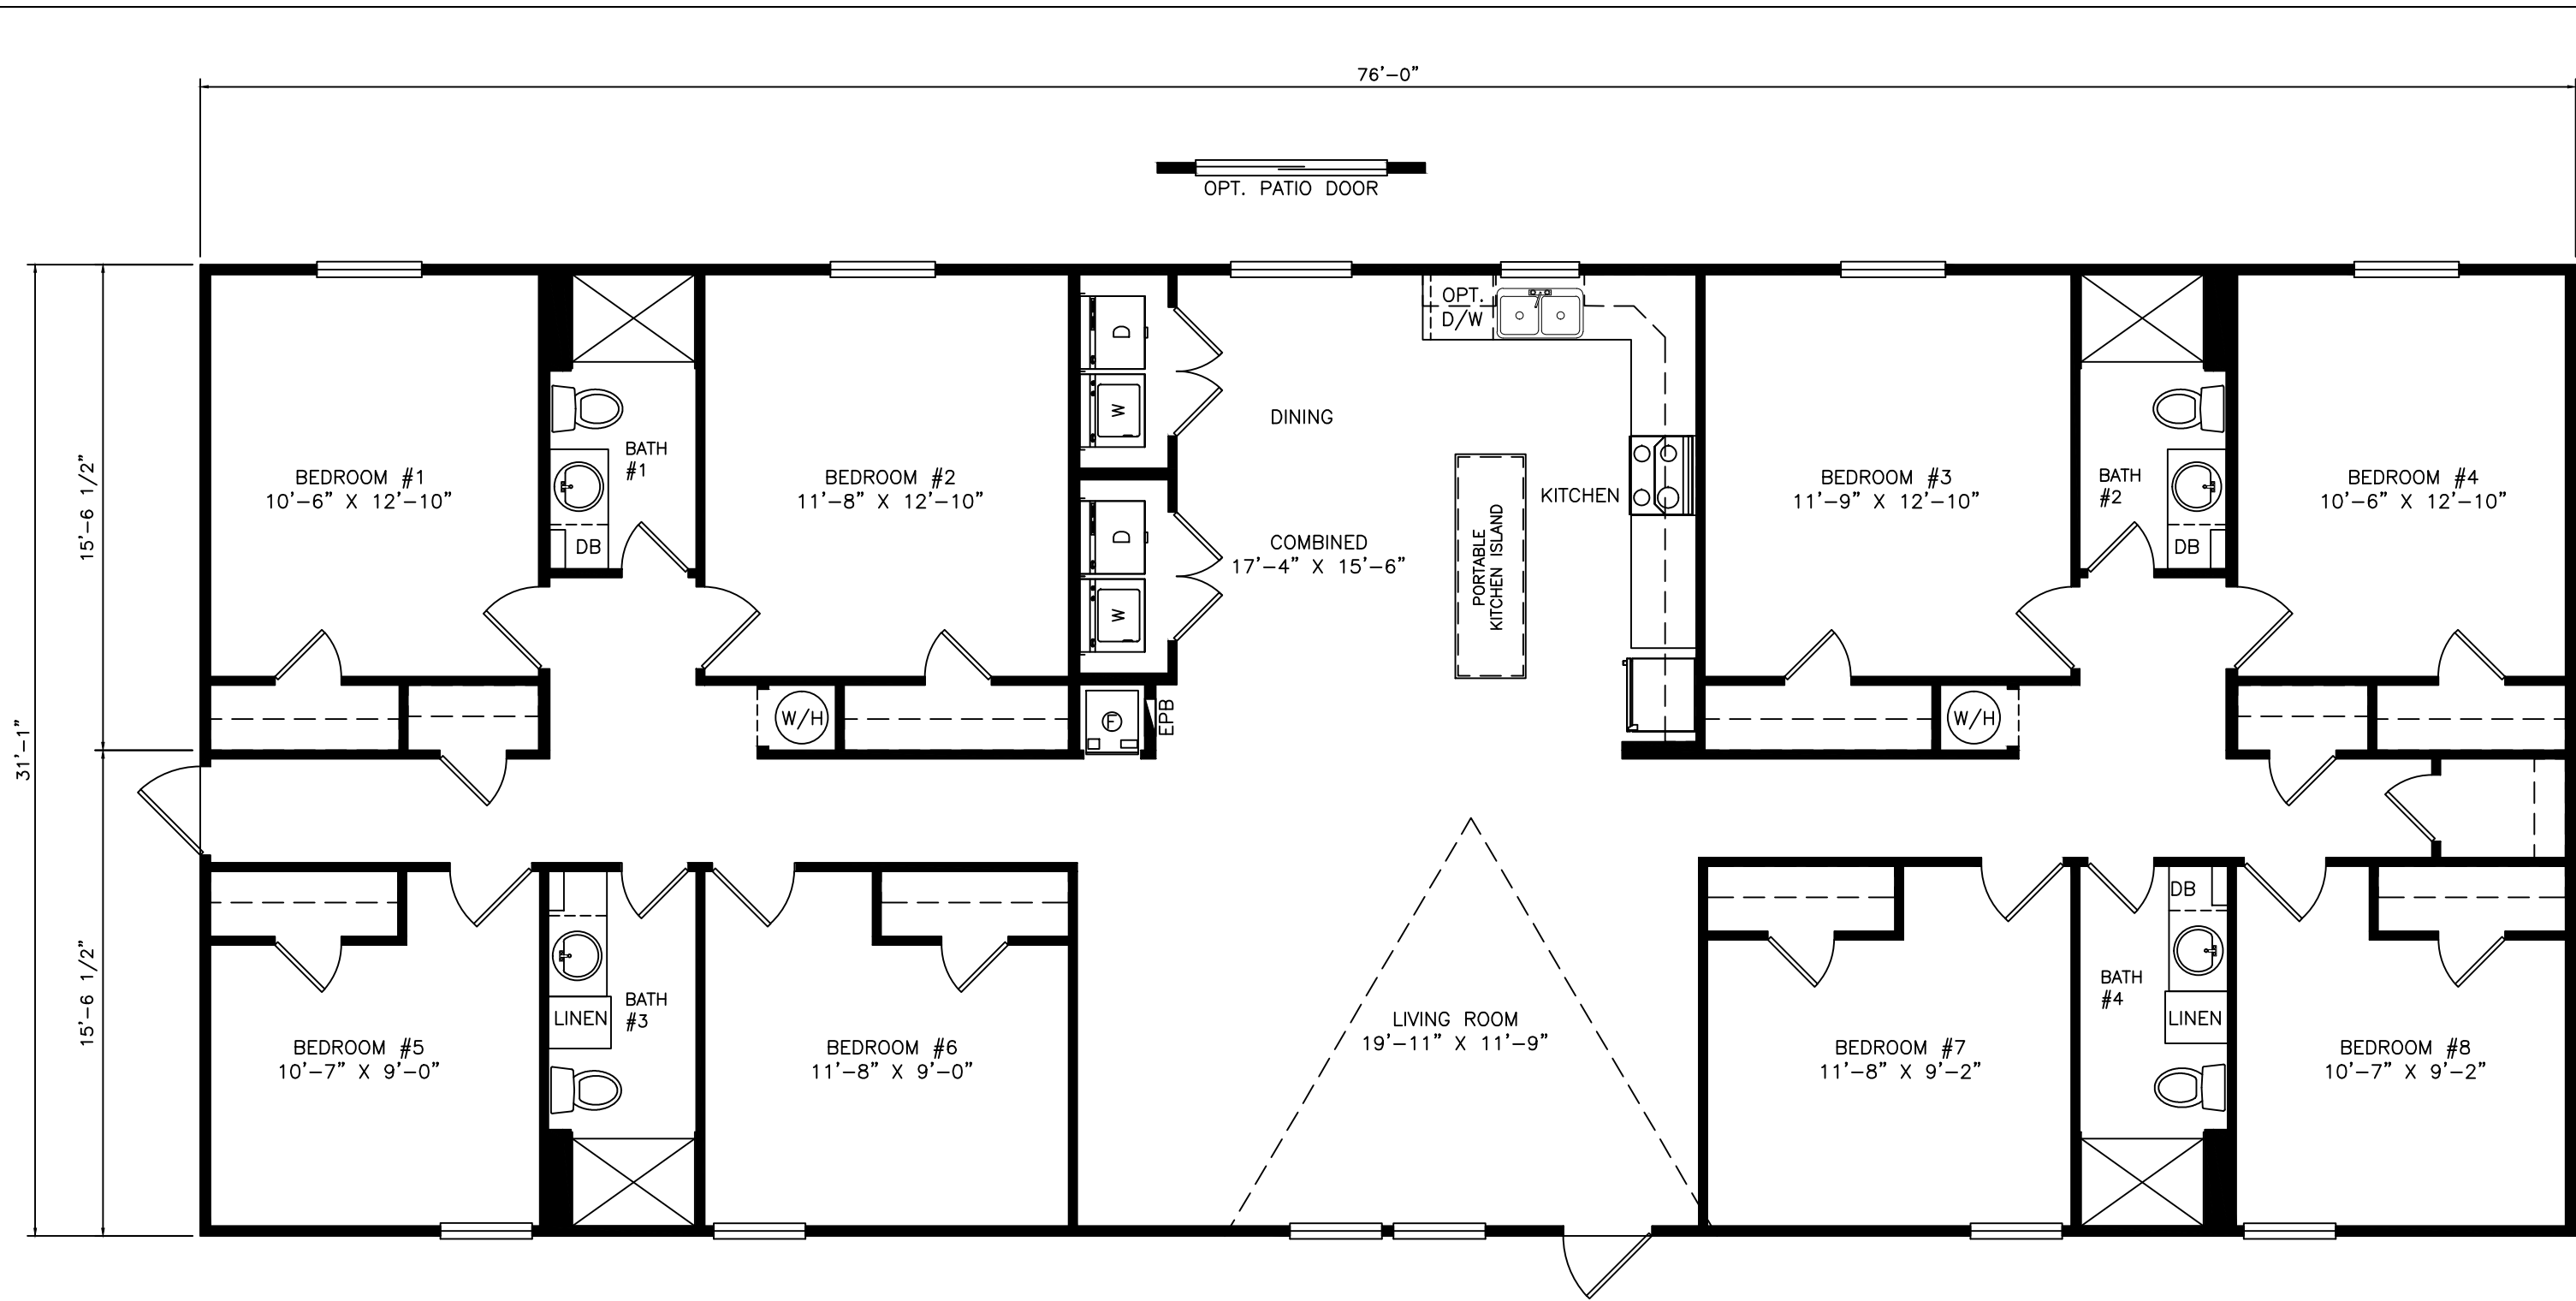 76'-0"
OPT. PATIO DOOR
31'-1"
15'-6 1/2"
15'-6 1/2"
BEDROOM #1
10'-6" X 12'-10"
BATH
#1
DB
BEDROOM #2
11'-8" X 12'-10"
W/H
D
W
D
W
F
EPB
DINING
COMBINED
17'-4" X 15'-6"
OPT.
D/W
KITCHEN
PORTABLE
KITCHEN ISLAND
BEDROOM #3
11'-9" X 12'-10"
W/H
BATH
#2
DB
BEDROOM #4
10'-6" X 12'-10"
BEDROOM #5
10'-7" X 9'-0"
LINEN
BATH
#3
BEDROOM #6
11'-8" X 9'-0"
LIVING ROOM
19'-11" X 11'-9"
BEDROOM #7
11'-8" X 9'-2"
DB
BATH
#4
LINEN
BEDROOM #8
10'-7" X 9'-2"